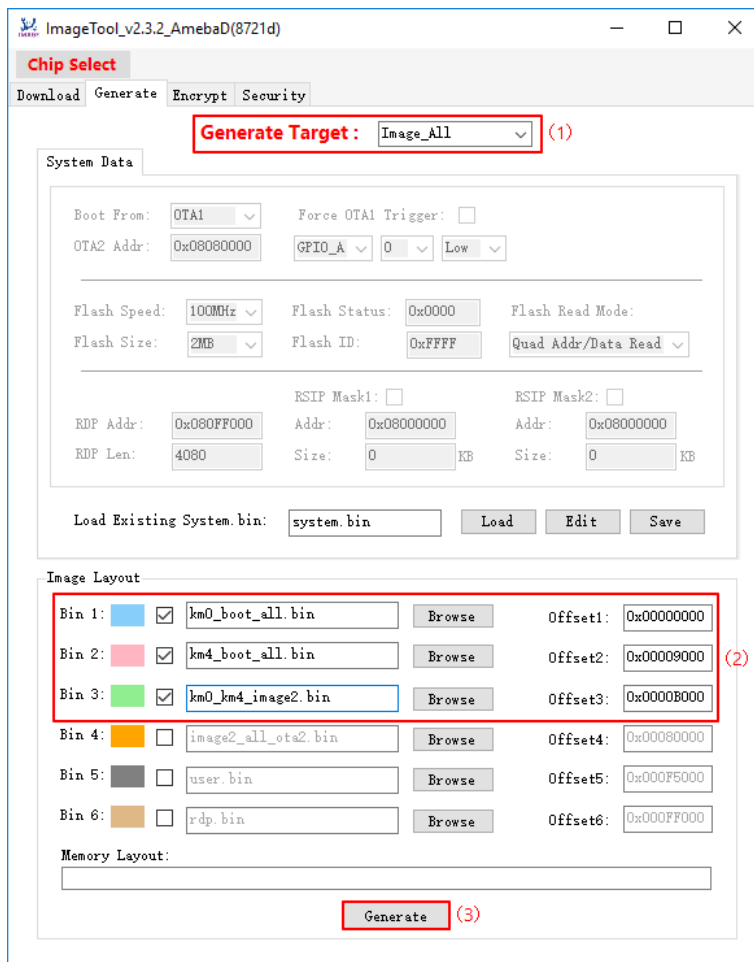 ImageTool_v2.3.2_AmebaD(8721d)
Chip Select
Download Generate Encrypt Security
Generate Target : Image_All (1)
System Data
Boot From: OTA1 Force OTA1 Trigger:
OTA2 Addr: 0x08080000 GPIO_A 0 Low
Flash Speed: 100MHz Flash Status: 0x0000 Flash Read Mode:
Flash Size: 2MB Flash ID: 0xFFFF Quad Addr/Data Read
RSIP Mask1: RSIP Mask2:
RDP Addr: 0x080FF000 Addr: 0x08000000 Addr: 0x08000000
RDP Len: 4080 Size: 0 KB Size: 0 KB
Load Existing System.bin: system.bin Load Edit Save
Image Layout
Bin 1: km0_boot_all.bin Browse Offset1: 0x00000000
Bin 2: km4_boot_all.bin Browse Offset2: 0x00009000 (2)
Bin 3: km0_km4_image2.bin Browse Offset3: 0x0000B000
Bin 4: image2_all_ota2.bin Browse Offset4: 0x00080000
Bin 5: user.bin Browse Offset5: 0x000F5000
Bin 6: rdp.bin Browse Offset6: 0x000FF000
Memory Layout:
Generate (3)